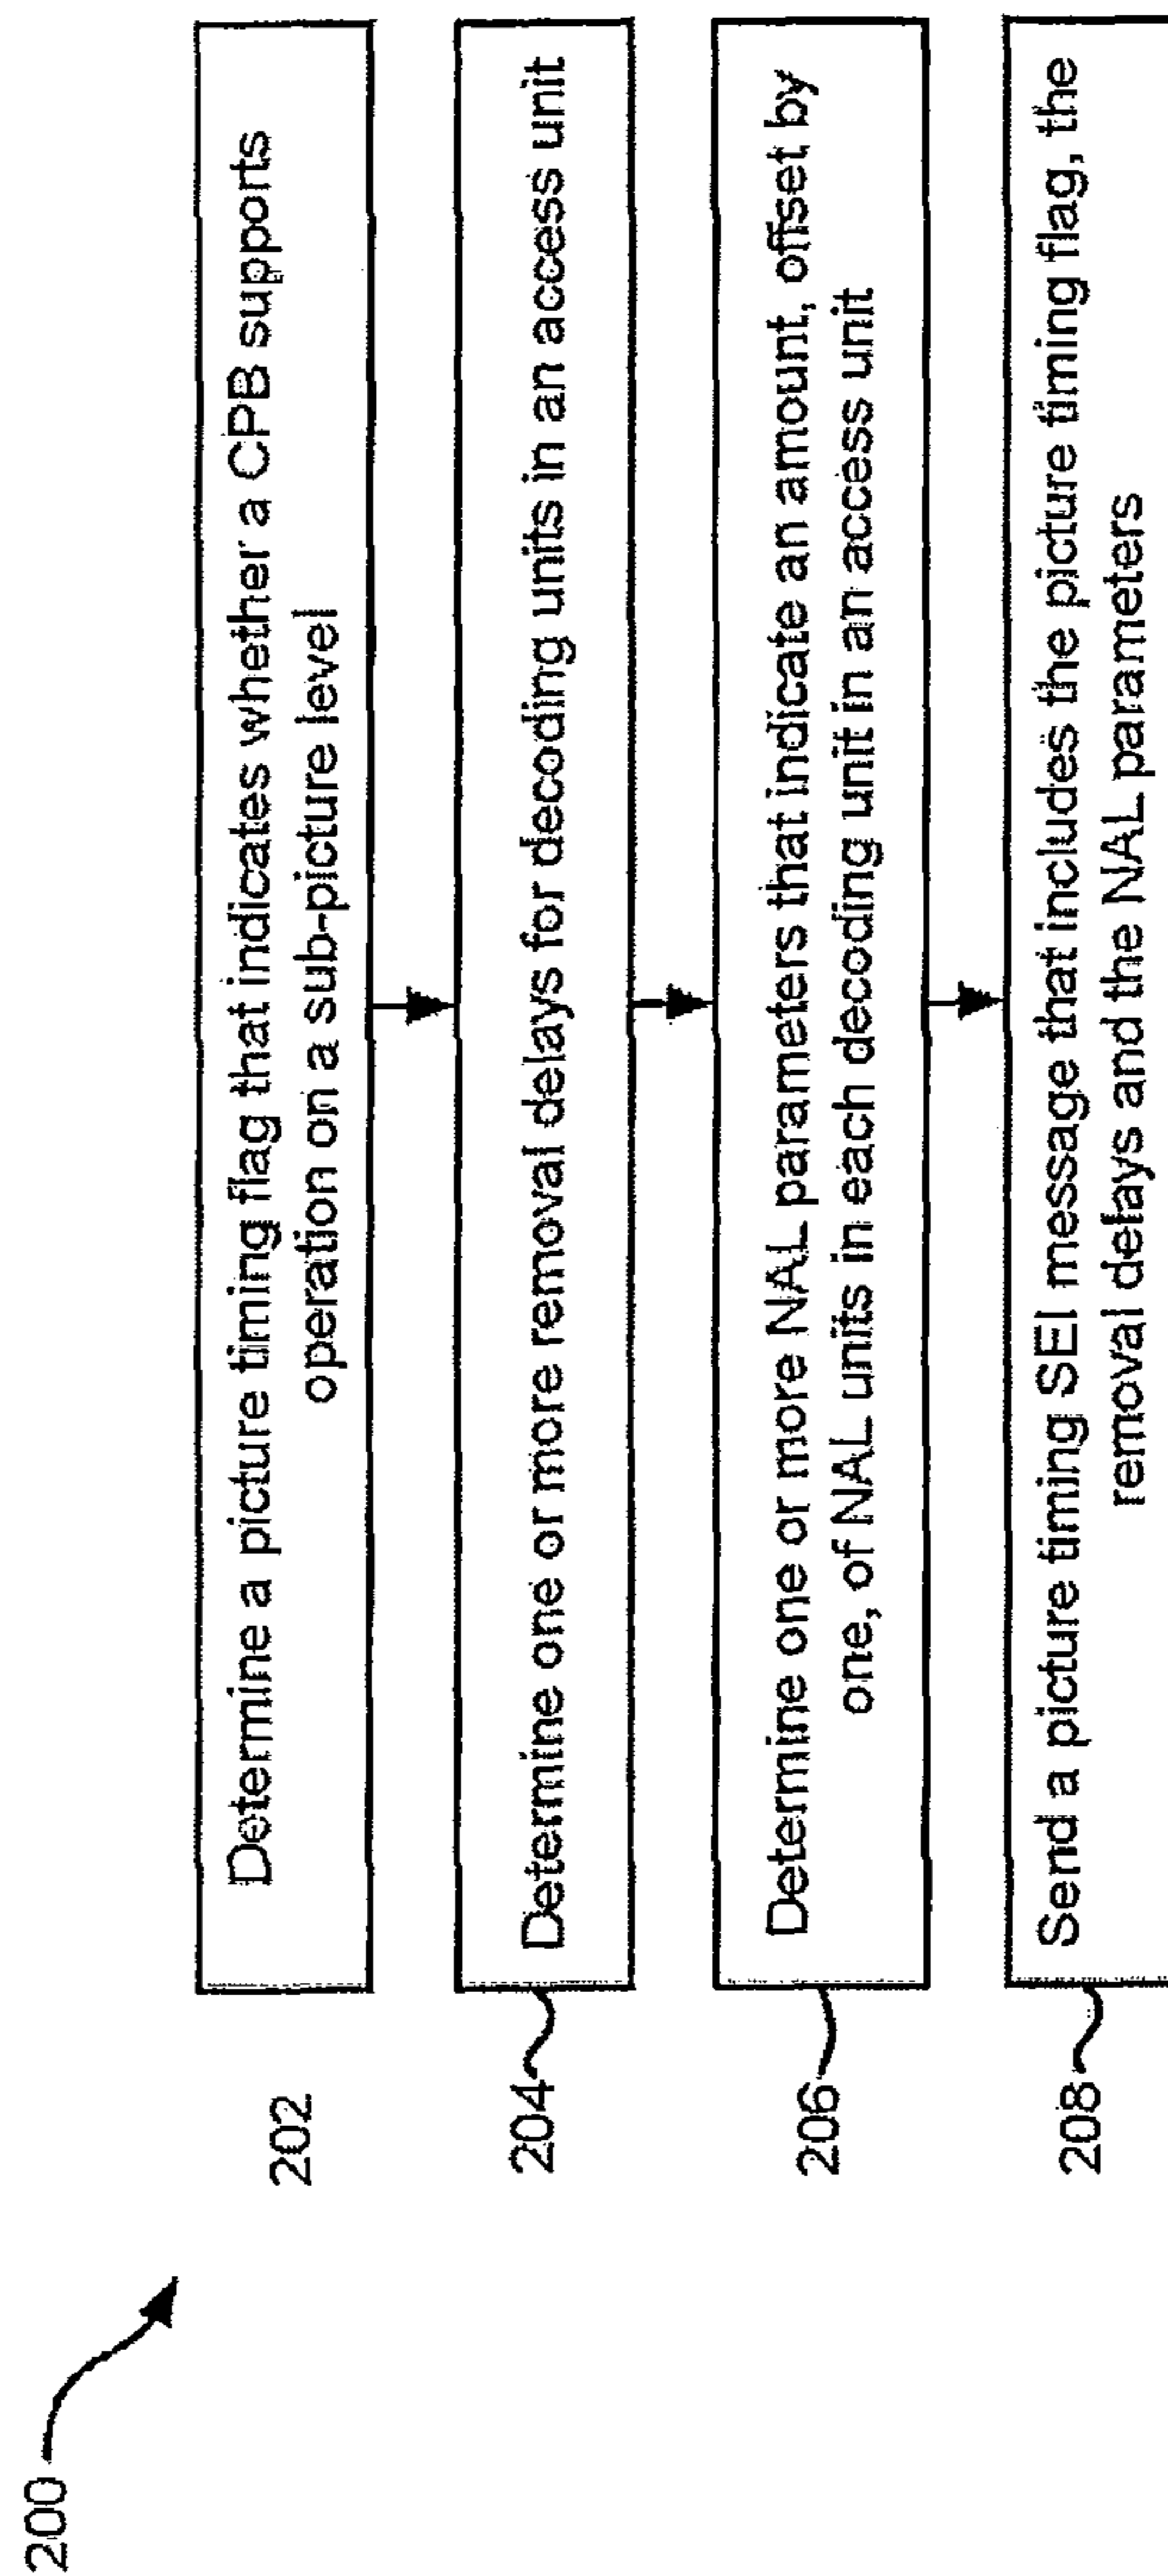 200
202
Determine a picture timing flag that indicates whether a CPB supports
operation on a sub-picture level
204
Determine one or more removal delays for decoding units in an access unit
206
Determine one or more NAL parameters that indicate an amount, offset by
one, of NAL units in each decoding unit in an access unit
208
Send a picture timing SEI message that includes the picture timing flag, the
removal delays and the NAL parameters